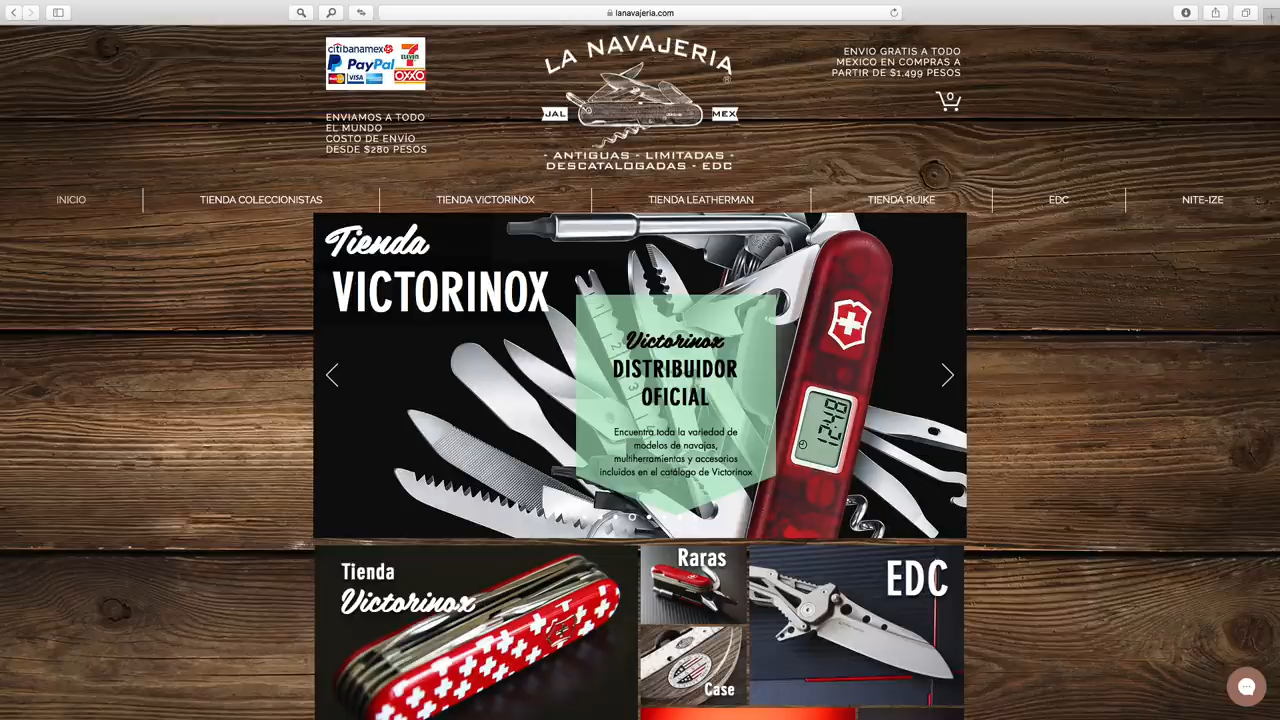 lanavajeria.com
citibanamex
7
ELEVEN
PayPal
VISA
OXXO
ENVIAMOS A TODO
EL MUNDO
COSTO DE ENVÍO
DESDE $280 PESOS
LA NAVAJERIA
®
JAL
MEX
- ANTIGUAS - LIMITADAS -
DESCATALOGADAS - EDC
ENVIO GRATIS A TODO
MEXICO EN COMPRAS A
PARTIR DE $1,499 PESOS
0
INICIO
TIENDA COLECCIONISTAS
TIENDA VICTORINOX
TIENDA LEATHERMAN
TIENDA RUIKE
EDC
NITE-IZE
Tienda
VICTORINOX
Victorinox
DISTRIBUIDOR
OFICIAL
Encuentra toda la variedad de
modelos de navajas,
multiherramientas y accesorios
incluidos en el catálogo de Victorinox
12:48
Tienda
Victorinox
Raras
Case
EDC